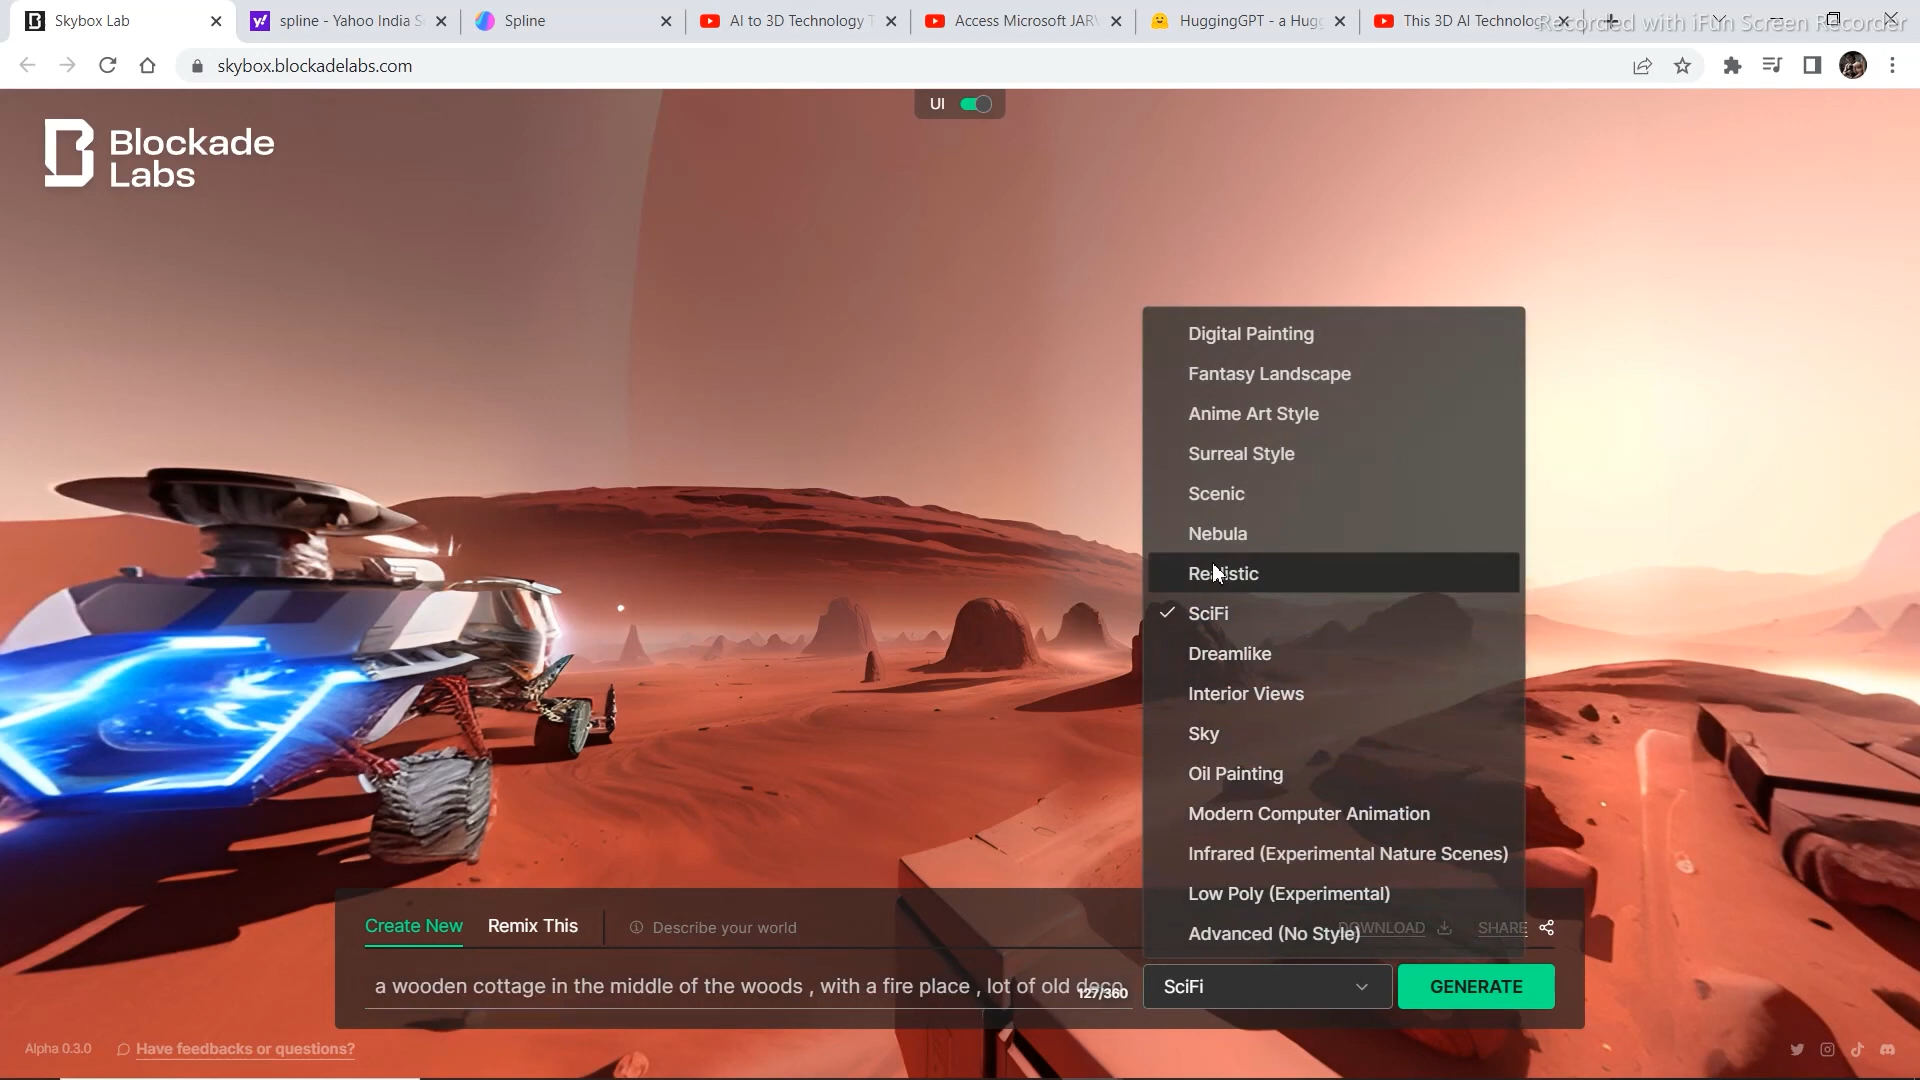 Skybox Lab
spline - Yahoo India S
Spline
AI to 3D Technology T
Access Microsoft JARV
HuggingGPT - a Hugg
This 3D AI Technolog
Recorded with iFun Screen Recorder
skybox.blockadelabs.com
UI
Blockade
Labs
Digital Painting
Fantasy Landscape
Anime Art Style
Surreal Style
Scenic
Nebula
Realistic
SciFi
Dreamlike
Interior Views
Sky
Oil Painting
Modern Computer Animation
Infrared (Experimental Nature Scenes)
Low Poly (Experimental)
Advanced (No Style)
Create New
Remix This
Describe your world
DOWNLOAD
SHARE
a wooden cottage in the middle of the woods , with a fire place , lot of old deco
127/360
SciFi
GENERATE
Alpha 0.3.0
Have feedbacks or questions?